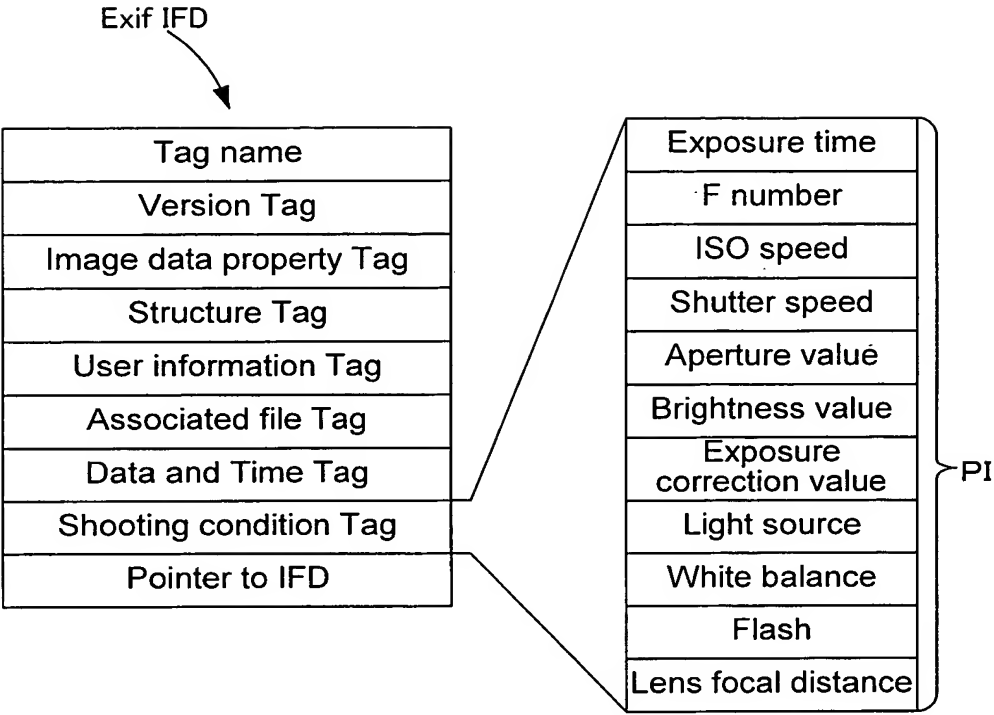 Exif IFD
Tag name
Version Tag
Image data property Tag
Structure Tag
User information Tag
Associated file Tag
Data and Time Tag
Shooting condition Tag
Pointer to IFD
Exposure time
F number
ISO speed
Shutter speed
Aperture value
Brightness value
Exposure
correction value
Light source
White balance
Flash
Lens focal distance
PI